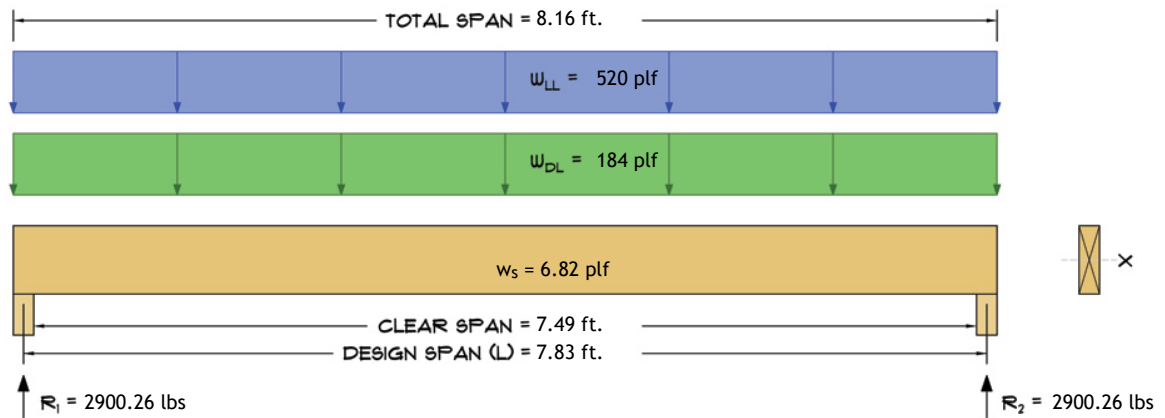 TOTAL SPAN = 8.16 ft.
wLL = 520 plf
wDL = 184 plf
ws = 6.82 plf
X
CLEAR SPAN = 7.49 ft.
DESIGN SPAN (L) = 7.83 ft.
R1 = 2900.26 lbs
R2 = 2900.26 lbs